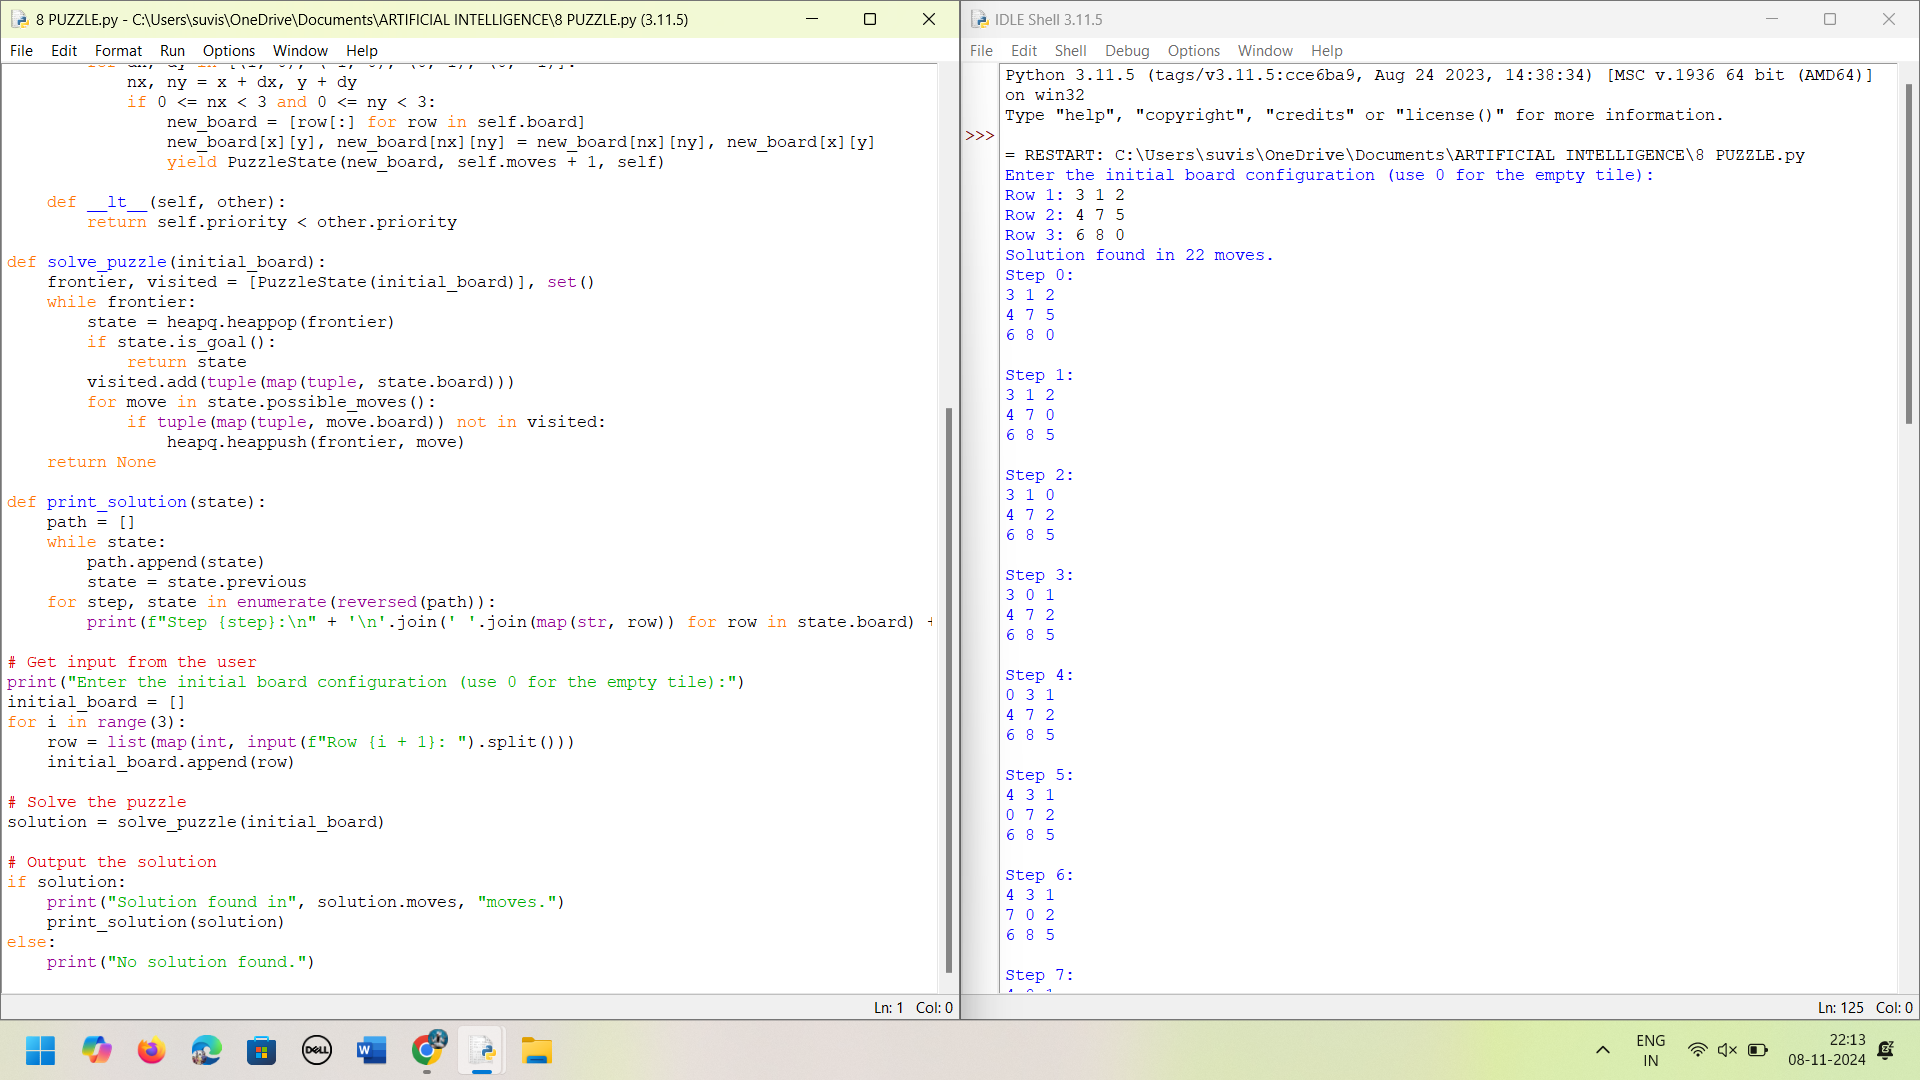 8 PUZZLE.py - C:\Users\suvis\OneDrive\Documents\ARTIFICIAL INTELLIGENCE\8 PUZZLE.py (3.11.5)
File Edit Format Run Options Window Help
            nx, ny = x + dx, y + dy
            if 0 <= nx < 3 and 0 <= ny < 3:
                new_board = [row[:] for row in self.board]
                new_board[x][y], new_board[nx][ny] = new_board[nx][ny], new_board[x][y]
                yield PuzzleState(new_board, self.moves + 1, self)
    def __lt__(self, other):
        return self.priority < other.priority
def solve_puzzle(initial_board):
    frontier, visited = [PuzzleState(initial_board)], set()
    while frontier:
        state = heapq.heappop(frontier)
        if state.is_goal():
            return state
        visited.add(tuple(map(tuple, state.board)))
        for move in state.possible_moves():
            if tuple(map(tuple, move.board)) not in visited:
                heapq.heappush(frontier, move)
    return None
def print_solution(state):
    path = []
    while state:
        path.append(state)
        state = state.previous
    for step, state in enumerate(reversed(path)):
        print(f"Step {step}:\n" + '\n'.join(' '.join(map(str, row)) for row in state.board) +
# Get input from the user
print("Enter the initial board configuration (use 0 for the empty tile):")
initial_board = []
for i in range(3):
    row = list(map(int, input(f"Row {i + 1}: ").split()))
    initial_board.append(row)
# Solve the puzzle
solution = solve_puzzle(initial_board)
# Output the solution
if solution:
    print("Solution found in", solution.moves, "moves.")
    print_solution(solution)
else:
    print("No solution found.")
Ln: 1 Col: 0
IDLE Shell 3.11.5
File Edit Shell Debug Options Window Help
Python 3.11.5 (tags/v3.11.5:cce6ba9, Aug 24 2023, 14:38:34) [MSC v.1936 64 bit (AMD64)]
on win32
Type "help", "copyright", "credits" or "license()" for more information.
>>>
= RESTART: C:\Users\suvis\OneDrive\Documents\ARTIFICIAL INTELLIGENCE\8 PUZZLE.py
Enter the initial board configuration (use 0 for the empty tile):
Row 1: 3 1 2
Row 2: 4 7 5
Row 3: 6 8 0
Solution found in 22 moves.
Step 0:
3 1 2
4 7 5
6 8 0
Step 1:
3 1 2
4 7 0
6 8 5
Step 2:
3 1 0
4 7 2
6 8 5
Step 3:
3 0 1
4 7 2
6 8 5
Step 4:
0 3 1
4 7 2
6 8 5
Step 5:
4 3 1
0 7 2
6 8 5
Step 6:
4 3 1
7 0 2
6 8 5
Step 7:
Ln: 125 Col: 0
DELL
W
ENG
IN
22:13
08-11-2024